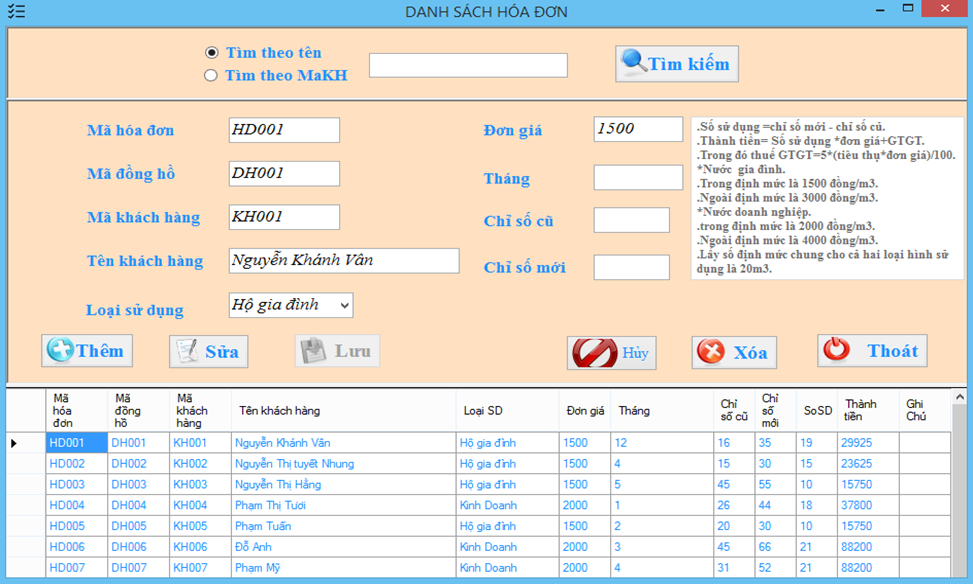 DANH SÁCH HÓA ĐƠN
Tìm theo tên
Tìm theo MaKH
Tìm kiếm
Mã hóa đơn HD001
Mã đồng hồ DH001
Mã khách hàng KH001
Tên khách hàng Nguyễn Khánh Vân
Loại sử dụng Hộ gia đình
Đơn giá 1500
Tháng
Chỉ số cũ
Chỉ số mới
.Số sử dụng =chỉ số mới - chỉ số cũ.
.Thành tiền= Số sử dụng *đơn giá+GTGT.
.Trong đó thuế GTGT=5*(tiêu thụ*đơn giá)/100.
*Nước gia đình.
.Trong định mức là 1500 đồng/m3.
.Ngoài định mức là 3000 đồng/m3.
*Nước doanh nghiệp.
.trong định mức là 2000 đồng/m3.
.Ngoài định mức là 4000 đồng/m3.
.Lấy số định mức chung cho cả hai loại hình sử
dụng là 20m3.
Thêm Sửa Lưu Hủy Xóa Thoát
Mã hóa đơn Mã đồng hồ Mã khách hàng Tên khách hàng Loại SD Đơn giá Tháng Chỉ số cũ Chỉ số mới SoSD Thành tiền Ghi Chú
HD001 DH001 KH001 Nguyễn Khánh Vân Hộ gia đình 1500 12 16 35 19 29925
HD002 DH002 KH002 Nguyễn Thị tuyết Nhung Hộ gia đình 1500 4 15 30 15 23625
HD003 DH003 KH003 Nguyễn Thị Hằng Hộ gia đình 1500 5 45 55 10 15750
HD004 DH004 KH004 Phạm Thị Tươi Kinh Doanh 2000 1 26 44 18 37800
HD005 DH005 KH005 Phạm Tuấn Hộ gia đình 1500 2 20 30 10 15750
HD006 DH006 KH006 Đỗ Anh Kinh Doanh 2000 3 45 66 21 88200
HD007 DH007 KH007 Phạm Mỹ Kinh Doanh 2000 4 31 52 21 88200